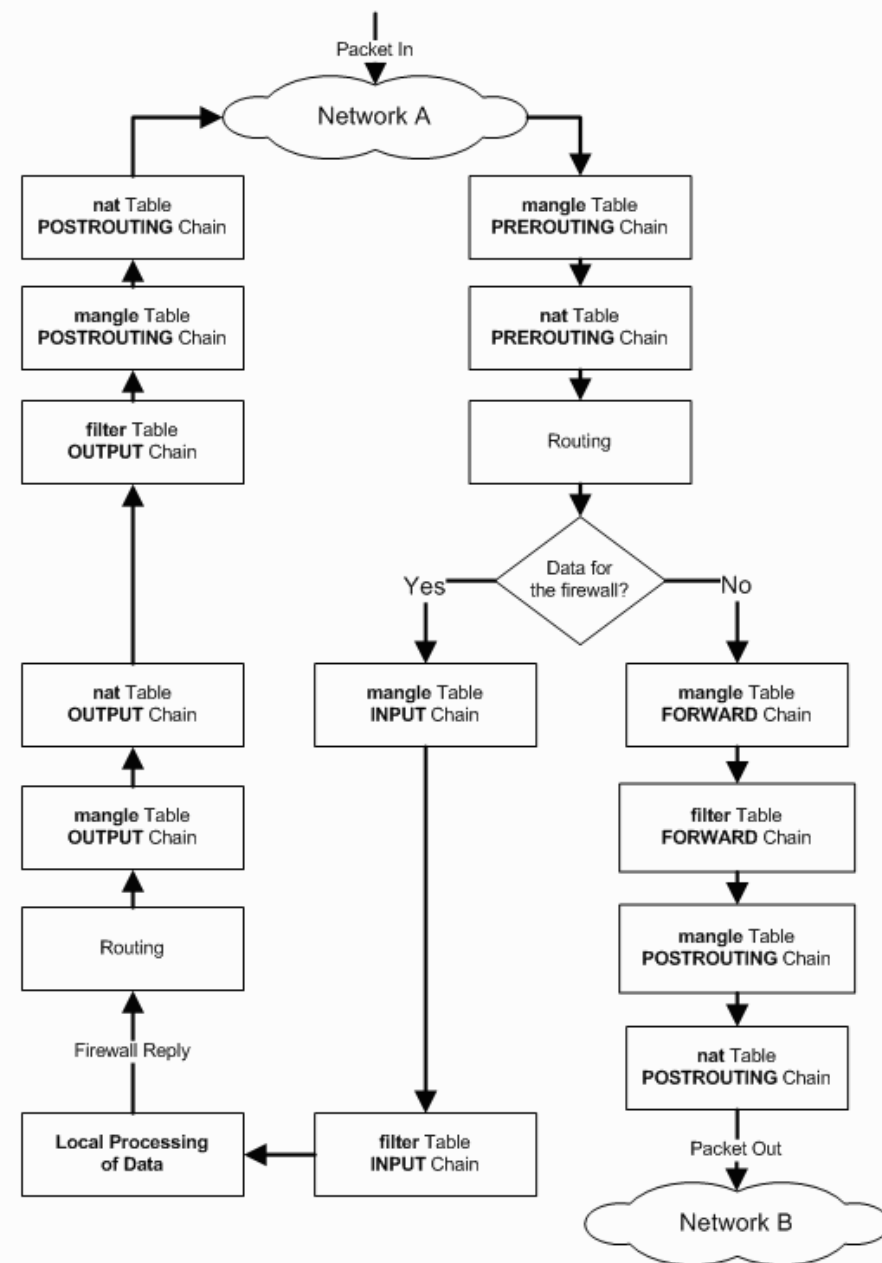 Packet In
Network A
nat Table
POSTROUTING Chain
mangle Table
POSTROUTING Chain
filter Table
OUTPUT Chain
nat Table
OUTPUT Chain
mangle Table
OUTPUT Chain
Routing
Firewall Reply
Local Processing
of Data
mangle Table
PREROUTING Chain
nat Table
PREROUTING Chain
Routing
Data for
the firewall?
Yes
No
mangle Table
INPUT Chain
filter Table
INPUT Chain
mangle Table
FORWARD Chain
filter Table
FORWARD Chain
mangle Table
POSTROUTING Chain
nat Table
POSTROUTING Chain
Packet Out
Network B